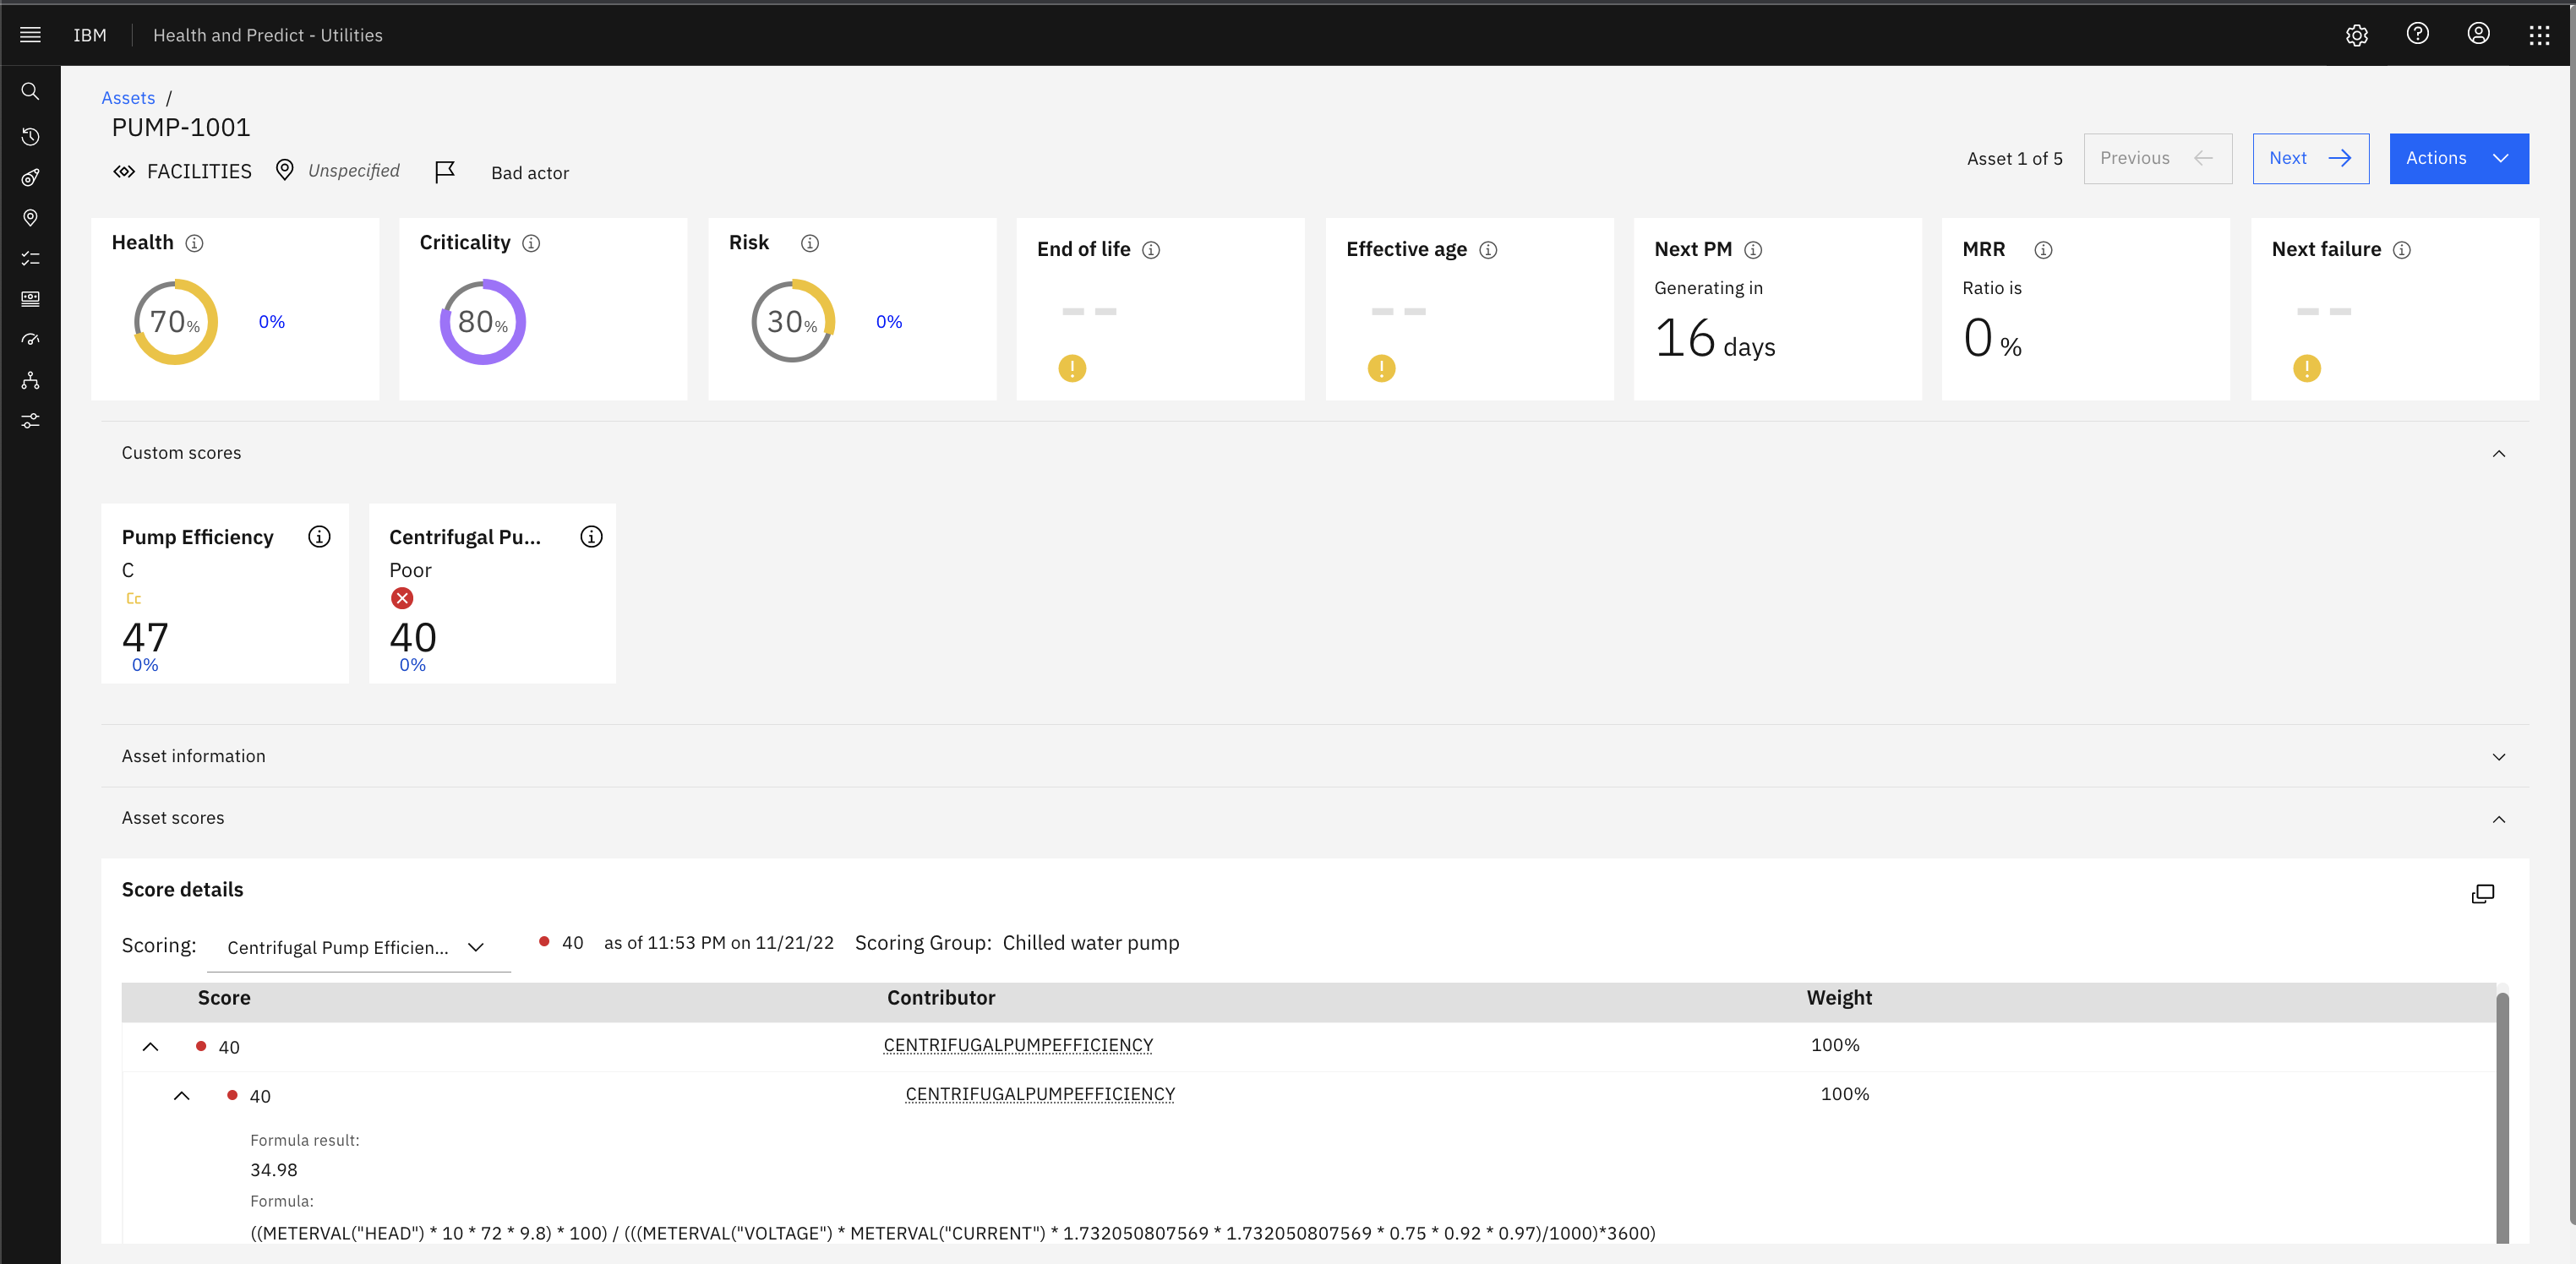 IBM Health and Predict - Utilities
Assets /
PUMP-1001
FACILITIES Unspecified Bad actor
Asset 1 of 5 Previous Next Actions
Health
70%
0%
Criticality
80%
Risk
30%
0%
End of life
-- 
Effective age
--
Next PM
Generating in
16 days
MRR
Ratio is
0 %
Next failure
--
Custom scores
Pump Efficiency
C
Cc
47
0%
Centrifugal Pu...
Poor
40
0%
Asset information
Asset scores
Score details
Scoring: Centrifugal Pump Efficien... 40 as of 11:53 PM on 11/21/22 Scoring Group: Chilled water pump
Score Contributor Weight
40 CENTRIFUGALPUMPEFFICIENCY 100%
40 CENTRIFUGALPUMPEFFICIENCY 100%
Formula result:
34.98
Formula:
((METERVAL("HEAD") * 10 * 72 * 9.8) * 100) / (((METERVAL("VOLTAGE") * METERVAL("CURRENT") * 1.732050807569 * 1.732050807569 * 0.75 * 0.92 * 0.97)/1000)*3600)